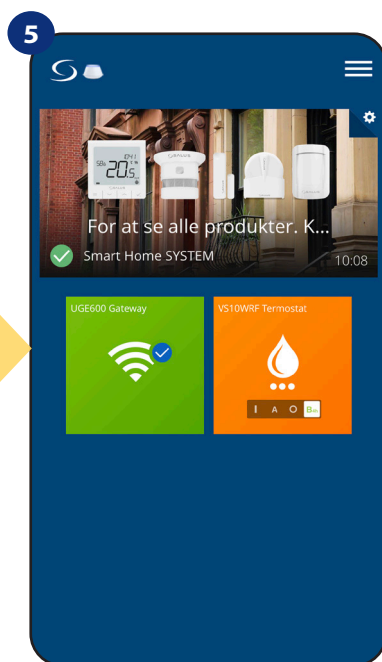 5
For at se alle produkter. K...
Smart Home SYSTEM
10:08
UGE600 Gateway
VS10WRF Termostat
I A O